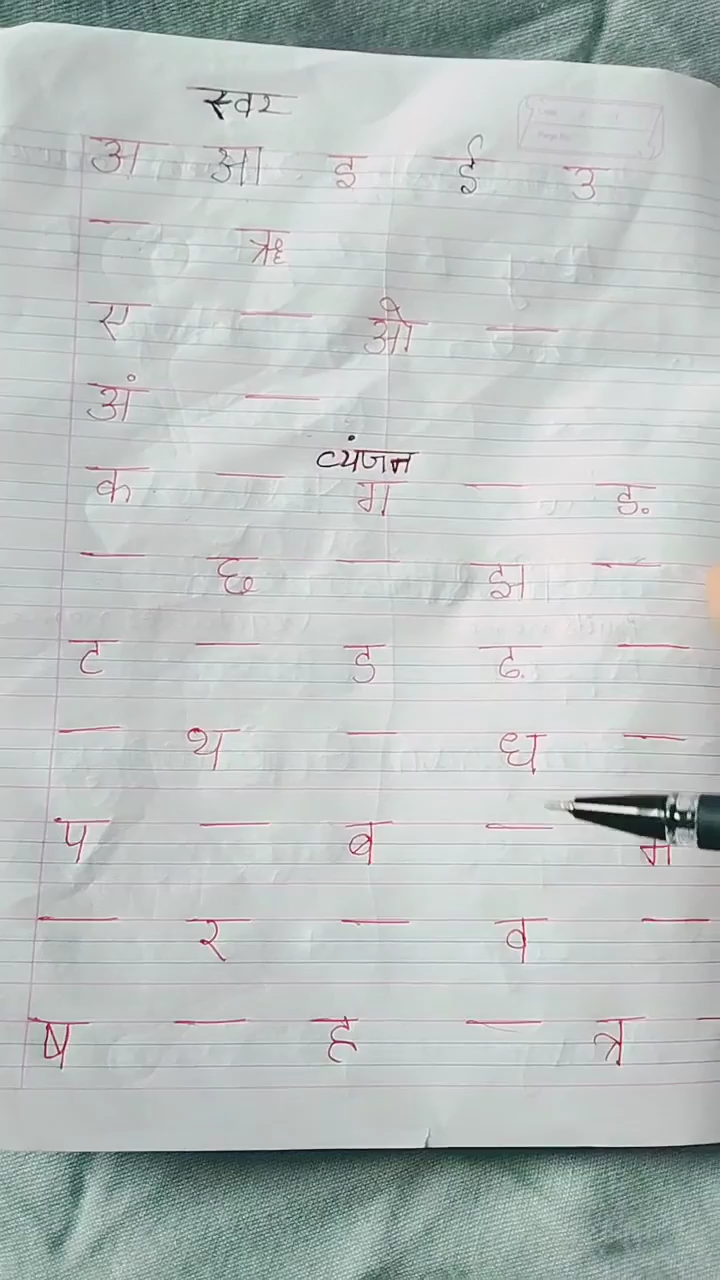 स्वर
अ आ इ ई उ
— ऋ
ए — ओ —
अं —
व्यंजन
क — ग — ङ
— छ — झ —
ट — ड ढ —
— थ — ध —
प — ब — म
— र — व —
ष — ह — त्र —